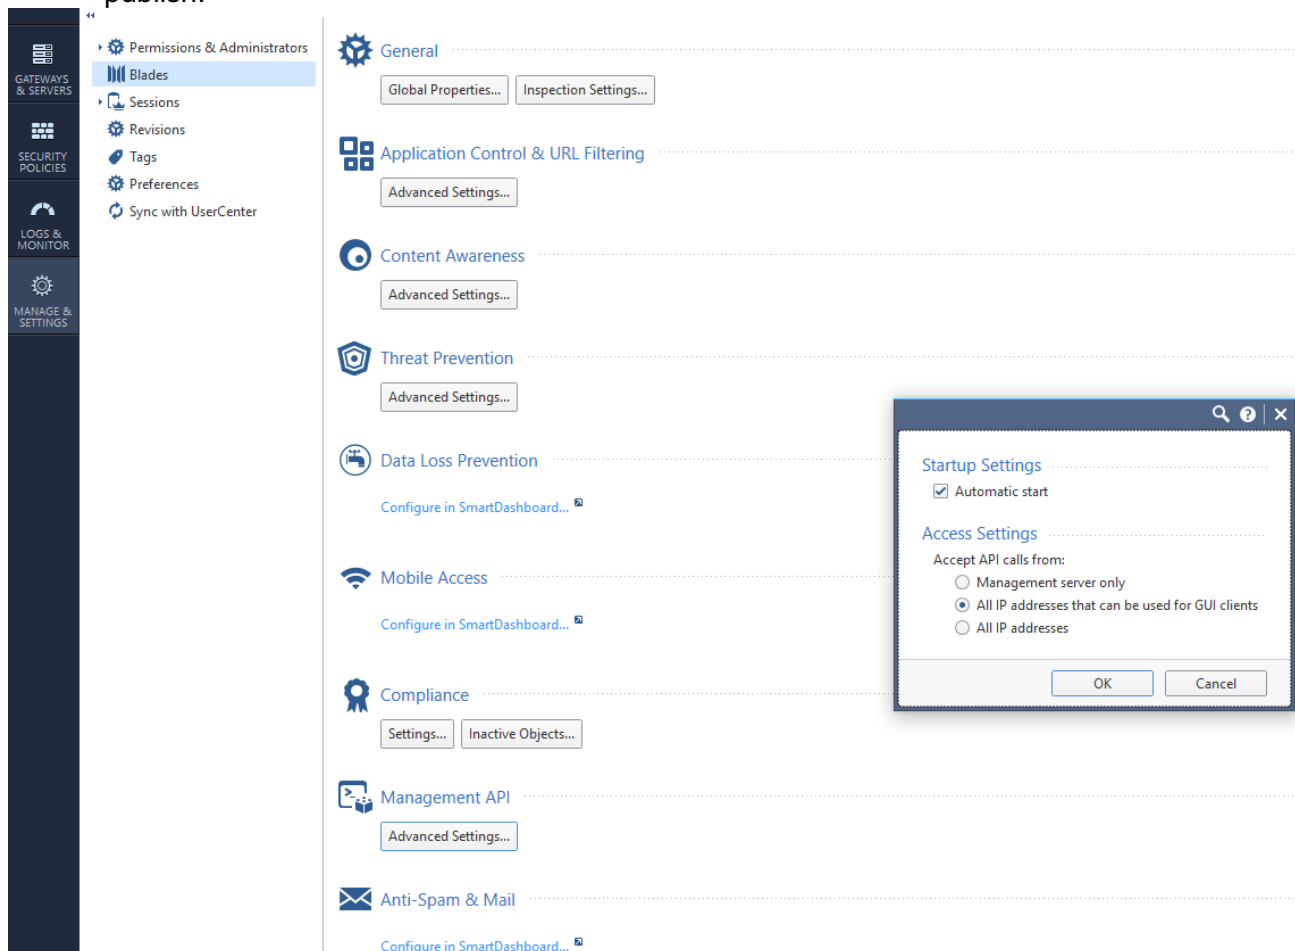 publish.
GATEWAYS
& SERVERS
SECURITY
POLICIES
LOGS &
MONITOR
MANAGE &
SETTINGS
Permissions & Administrators
Blades
Sessions
Revisions
Tags
Preferences
Sync with UserCenter
General
Global Properties... Inspection Settings...
Application Control & URL Filtering
Advanced Settings...
Content Awareness
Advanced Settings...
Threat Prevention
Advanced Settings...
Data Loss Prevention
Configure in SmartDashboard...
Mobile Access
Configure in SmartDashboard...
Compliance
Settings... Inactive Objects...
Management API
Advanced Settings...
Anti-Spam & Mail
Configure in SmartDashboard...
Startup Settings
Automatic start
Access Settings
Accept API calls from:
Management server only
All IP addresses that can be used for GUI clients
All IP addresses
OK Cancel